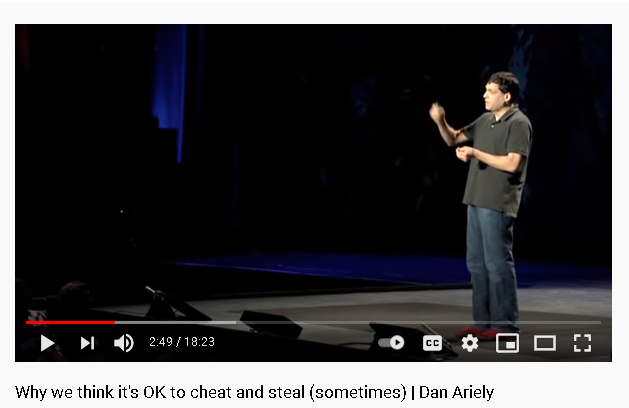 2:49 / 18:23
CC
Why we think it's OK to cheat and steal (sometimes) | Dan Ariely